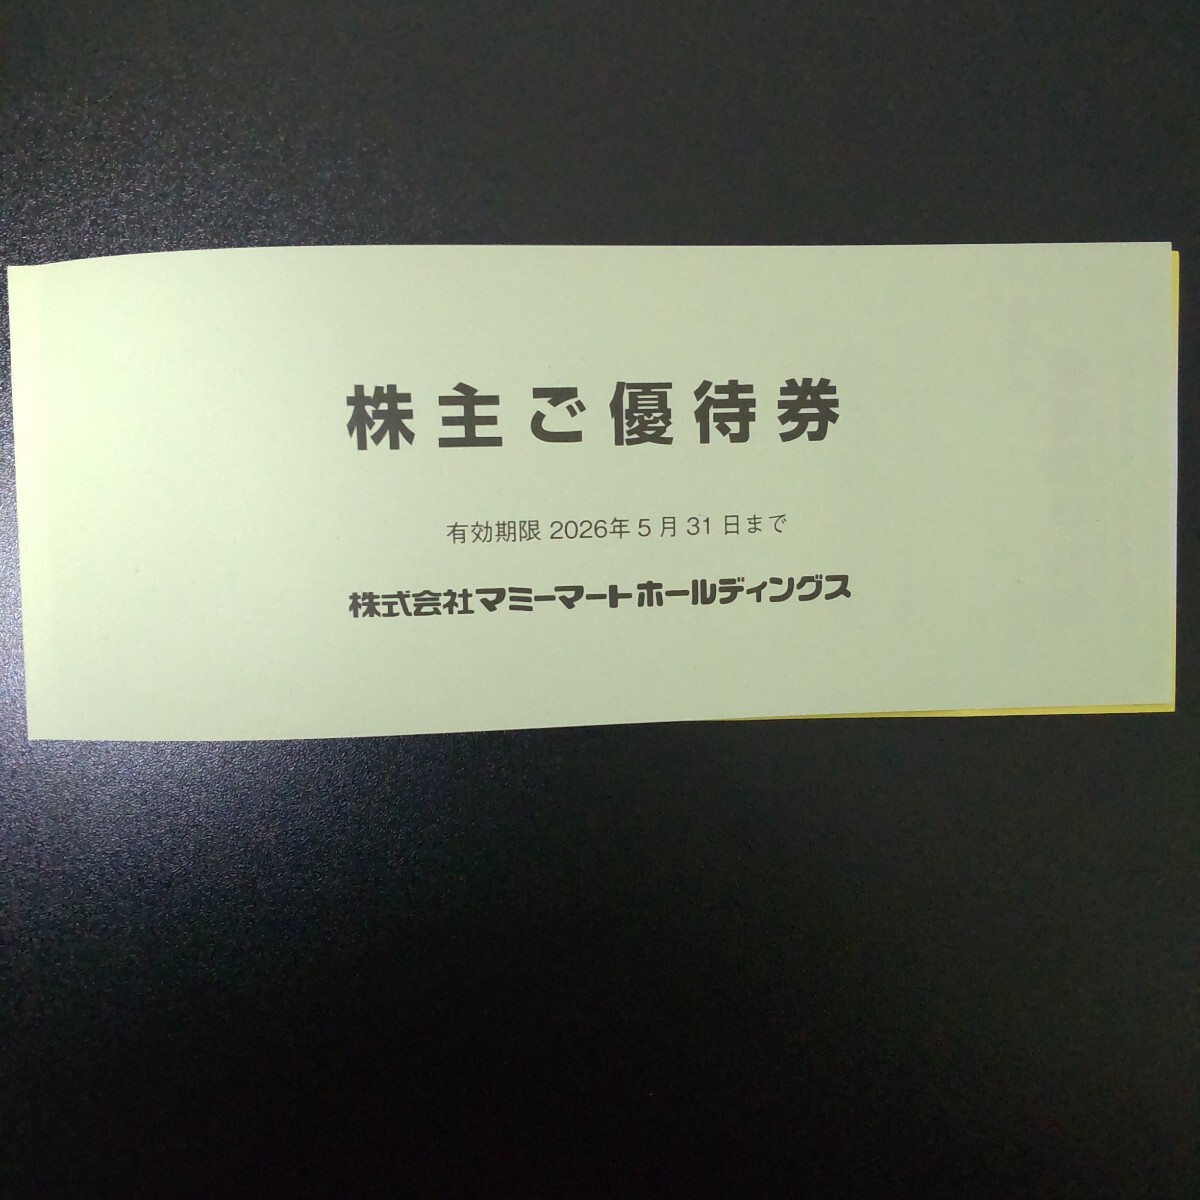 株主ご優待券
有効期限 2026年5月31日まで
株式会社マミーマートホールディングス